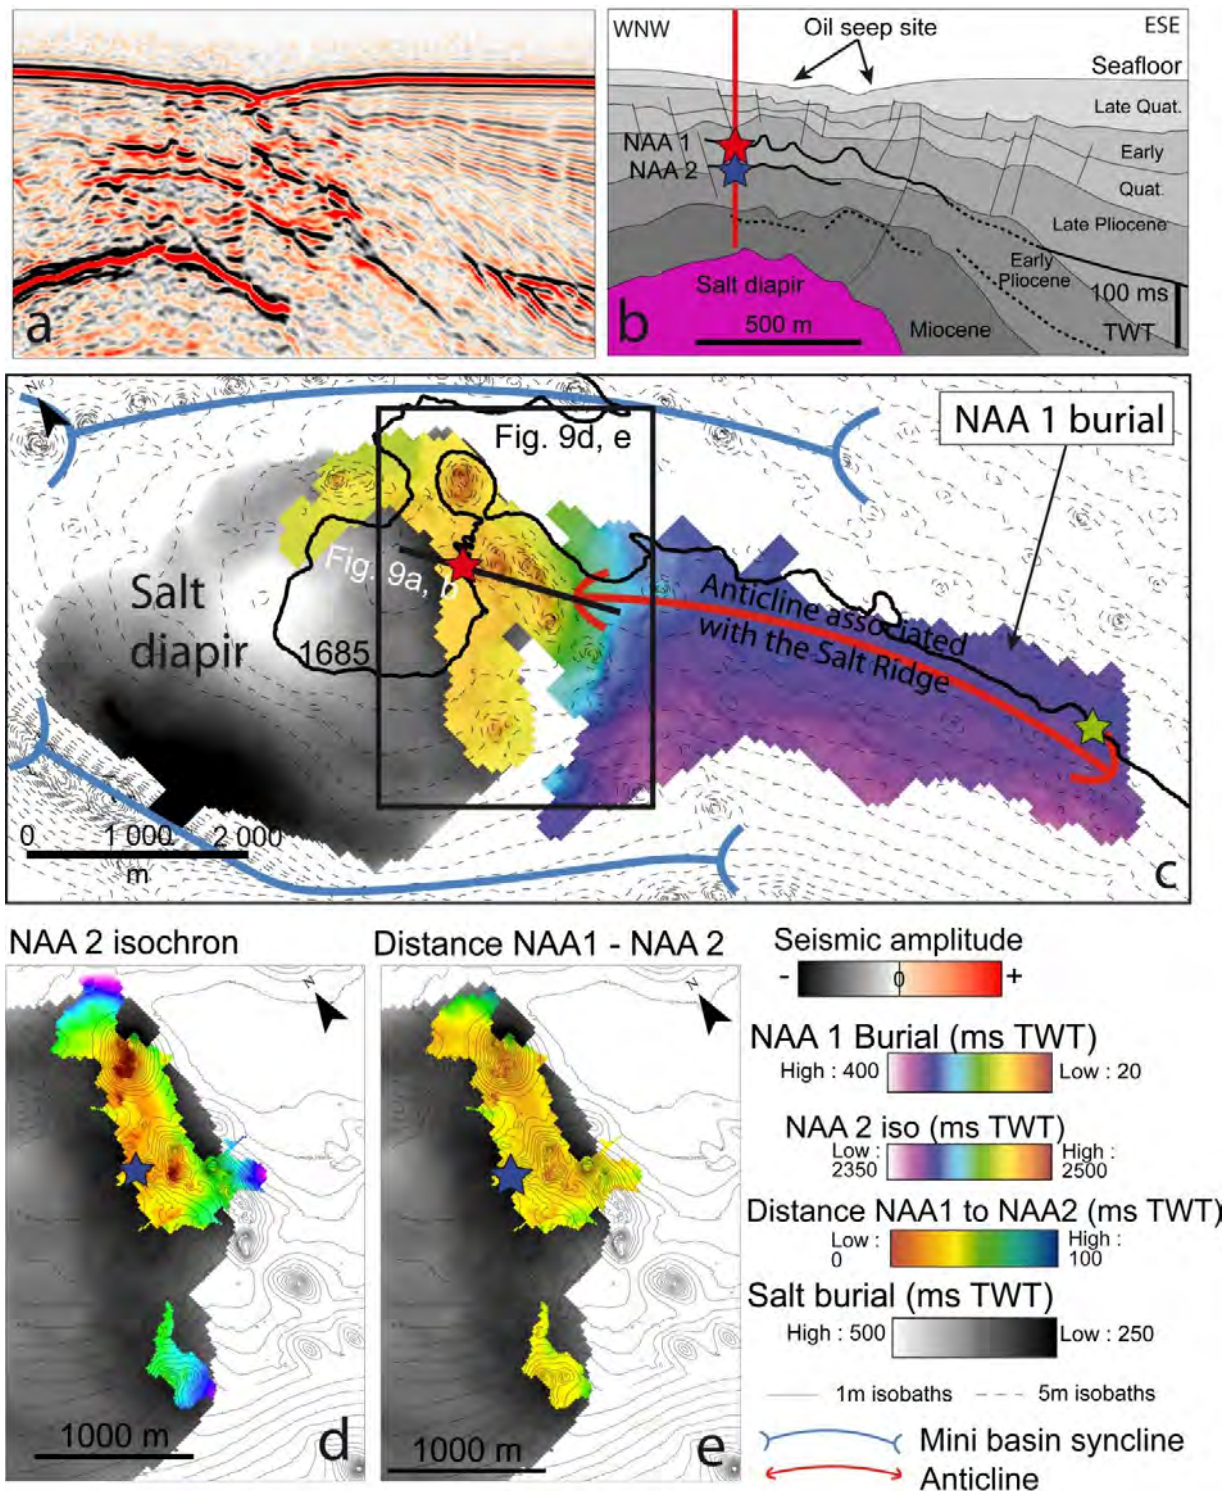 WNW
ESE
Oil seep site
Seafloor
Late Quat.
NAA 1
NAA 2
Early
Quat.
Late Pliocene
Early
Pliocene
100 ms
TWT
Salt diapir
500 m
Miocene
a
b
N
NAA 1 burial
Fig. 9d, e
Fig. 9a, b
Salt
diapir
1685
Anticline associated
with the Salt Ridge
0 1 000 2 000
m
c
NAA 2 isochron
Distance NAA1 - NAA 2
N
N
1000 m
d
1000 m
e
Seismic amplitude
- 0 +
NAA 1 Burial (ms TWT)
High : 400 Low : 20
NAA 2 iso (ms TWT)
Low : 2350 High : 2500
Distance NAA1 to NAA2 (ms TWT)
Low : 0 High : 100
Salt burial (ms TWT)
High : 500 Low : 250
1m isobaths 5m isobaths
Mini basin syncline
Anticline